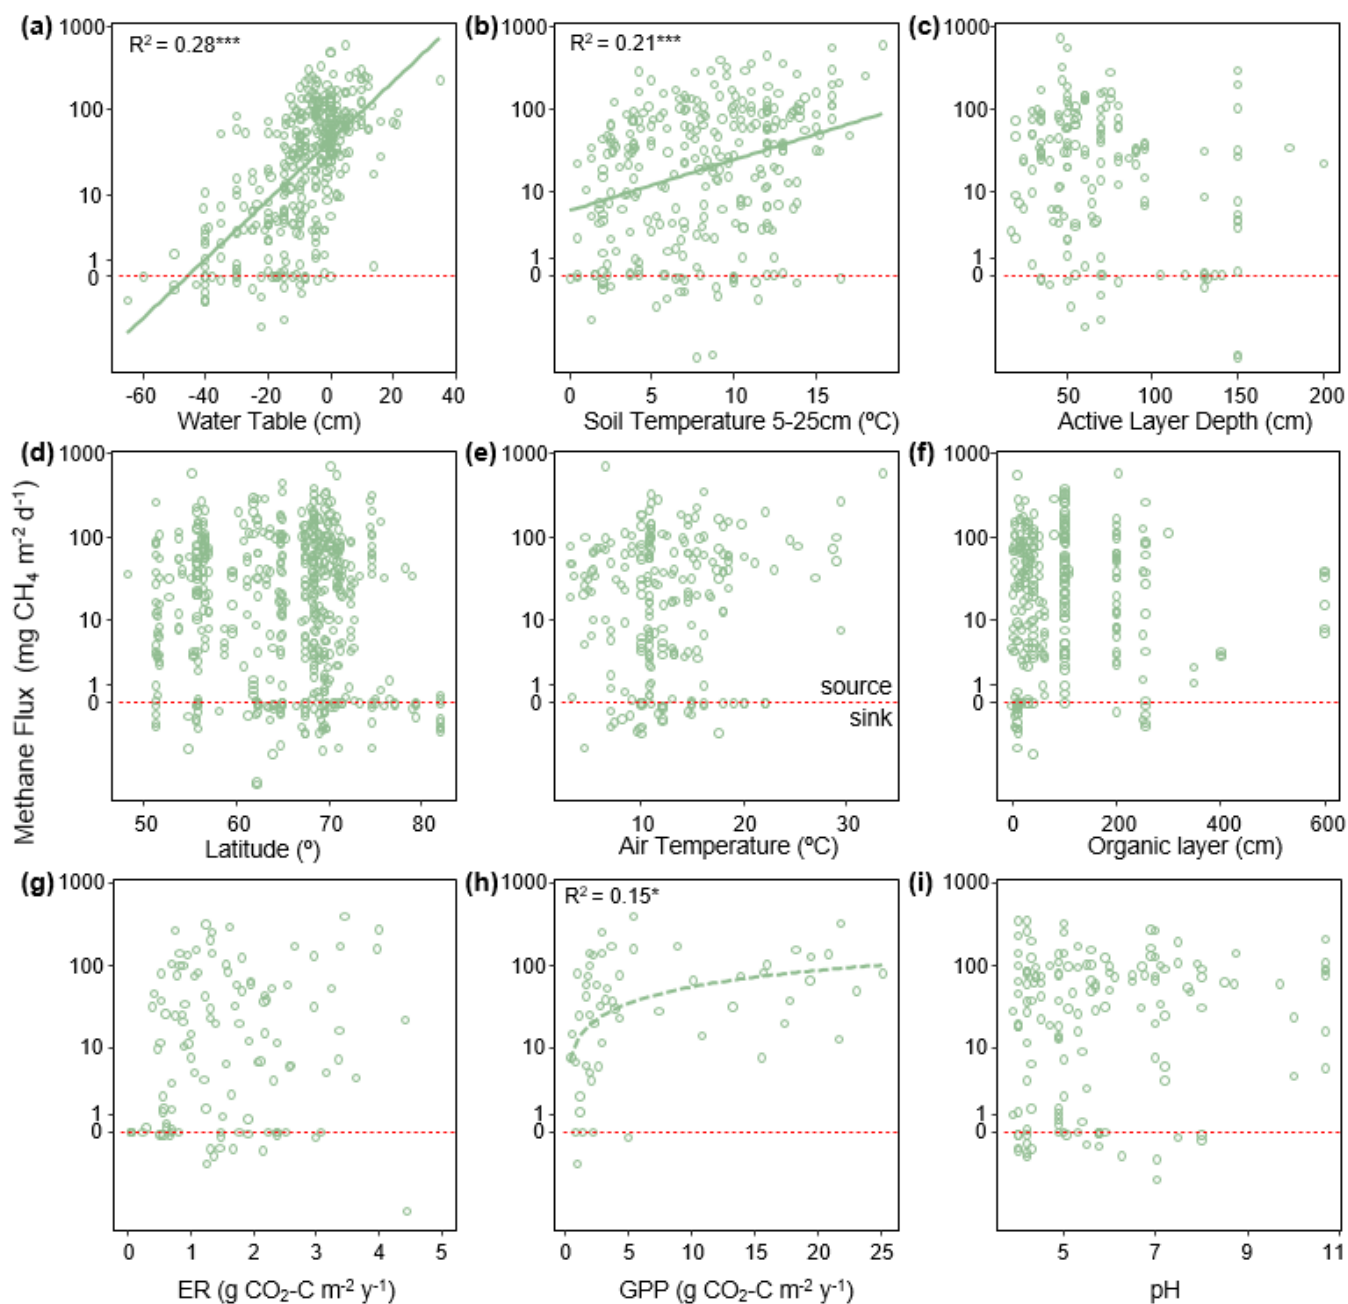 (a) 1000 100 10 1 0
R² = 0.28***
-60 -40 -20 0 20 40
Water Table (cm)
(b) 1000 100 10 1 0
R² = 0.21***
0 5 10 15
Soil Temperature 5-25cm (ºC)
(c) 1000 100 10 1 0
50 100 150 200
Active Layer Depth (cm)
Methane Flux (mg CH₄ m⁻² d⁻¹)
(d) 1000 100 10 1 0
50 60 70 80
Latitude (º)
(e) 1000 100 10 1 0
source
sink
10 20 30
Air Temperature (ºC)
(f) 1000 100 10 1 0
0 200 400 600
Organic layer (cm)
(g) 1000 100 10 1 0
0 1 2 3 4 5
ER (g CO₂-C m⁻² y⁻¹)
(h) 1000 100 10 1 0
R² = 0.15*
0 5 10 15 20 25
GPP (g CO₂-C m⁻² y⁻¹)
(i) 1000 100 10 1 0
5 7 9 11
pH